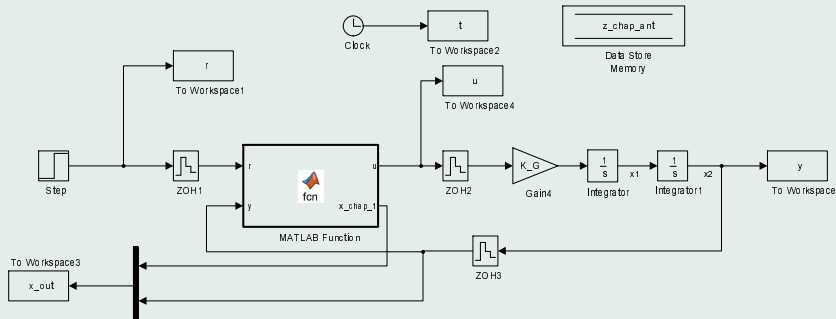 Clock
t
To Workspace2
z_chap_ant
Data Store
Memory
r
To Workspace1
u
To Workspace4
Step
ZOH1
r
y
fcn
u
x_chap_1
MATLAB Function
ZOH2
K_G
Gain4
1
s
Integrator
x1
1
s
Integrator1
x2
y
To Workspace
ZOH3
To Workspace3
x_out